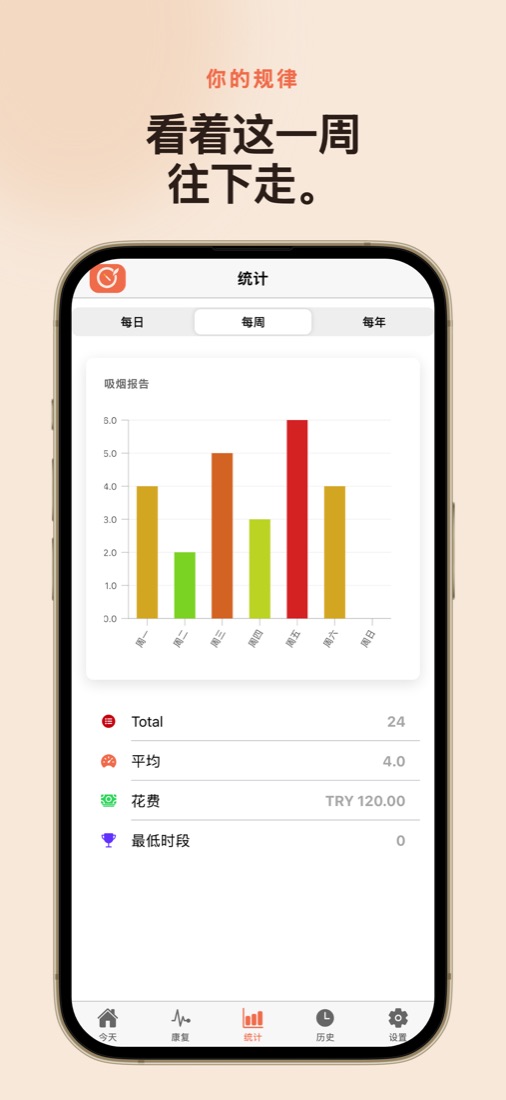 你的规律
看着这一周
往下走。
统计
每日
每周
每年
吸烟报告
6.0
5.0
4.0
3.0
2.0
1.0
0.0
周一
周二
周三
周四
周五
周六
周日
Total
24
平均
4.0
花费
TRY 120.00
最低时段
0
今天
康复
统计
历史
设置